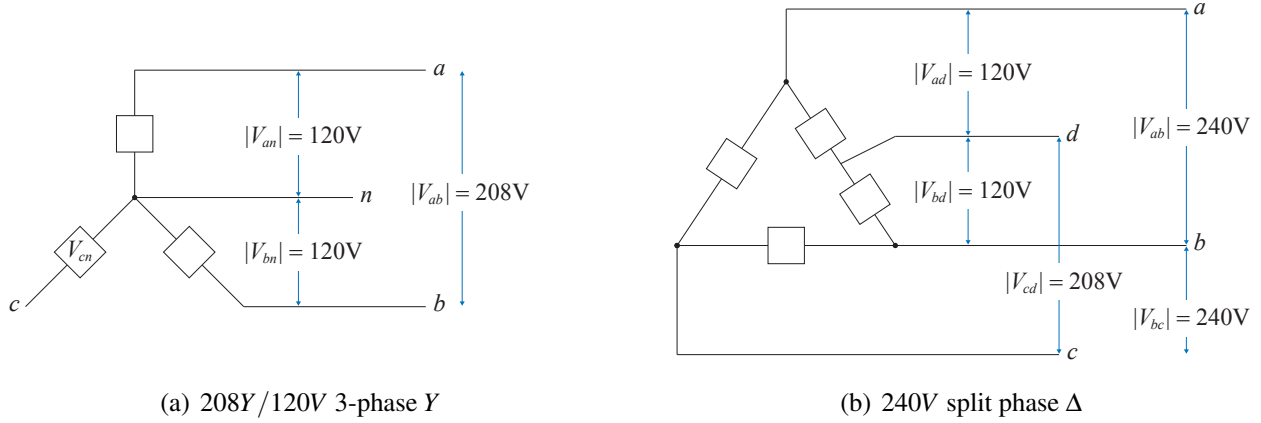 a
|V_an| = 120V
n
|V_ab| = 208V
V_cn
|V_bn| = 120V
c
b
(a) 208Y/120V 3-phase Y
a
|V_ad| = 120V
|V_ab| = 240V
d
|V_bd| = 120V
b
|V_cd| = 208V
|V_bc| = 240V
c
(b) 240V split phase Δ